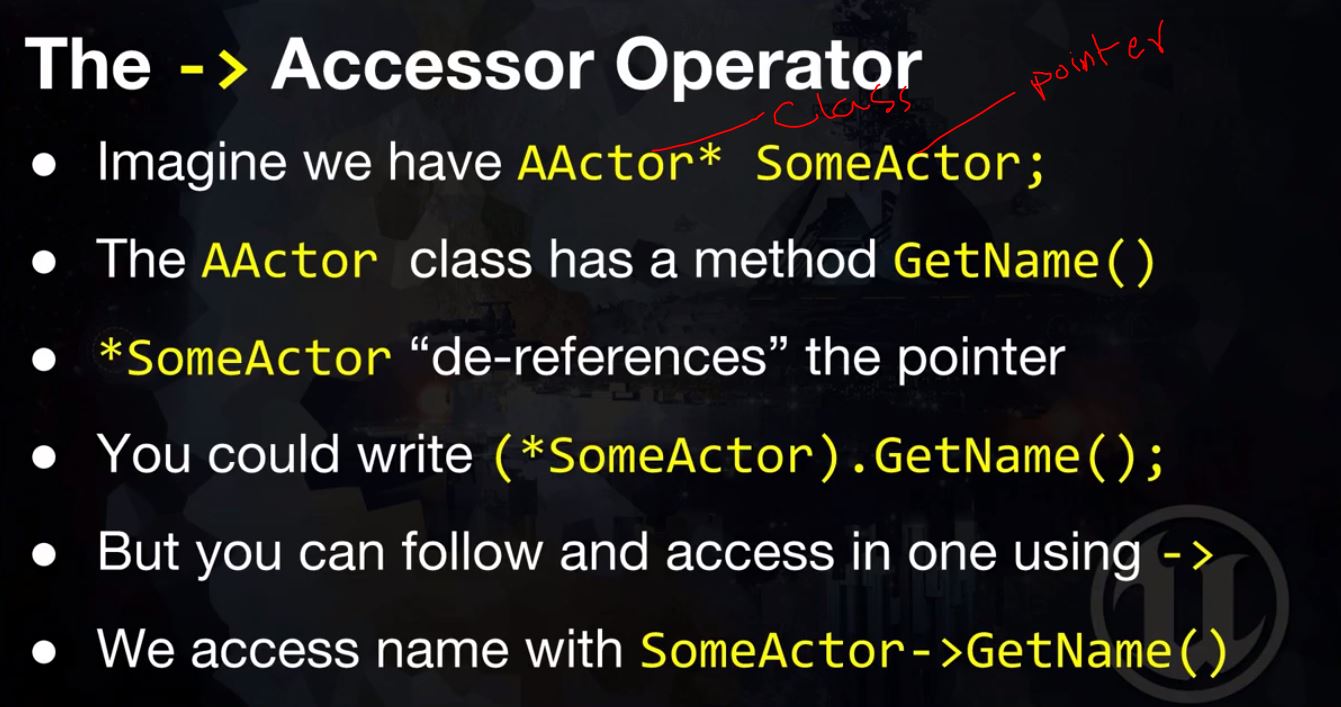 The -> Accessor Operator
class
pointer
● Imagine we have AActor* SomeActor;
● The AActor class has a method GetName()
● *SomeActor “de-references” the pointer
● You could write (*SomeActor).GetName();
● But you can follow and access in one using ->
● We access name with SomeActor->GetName()